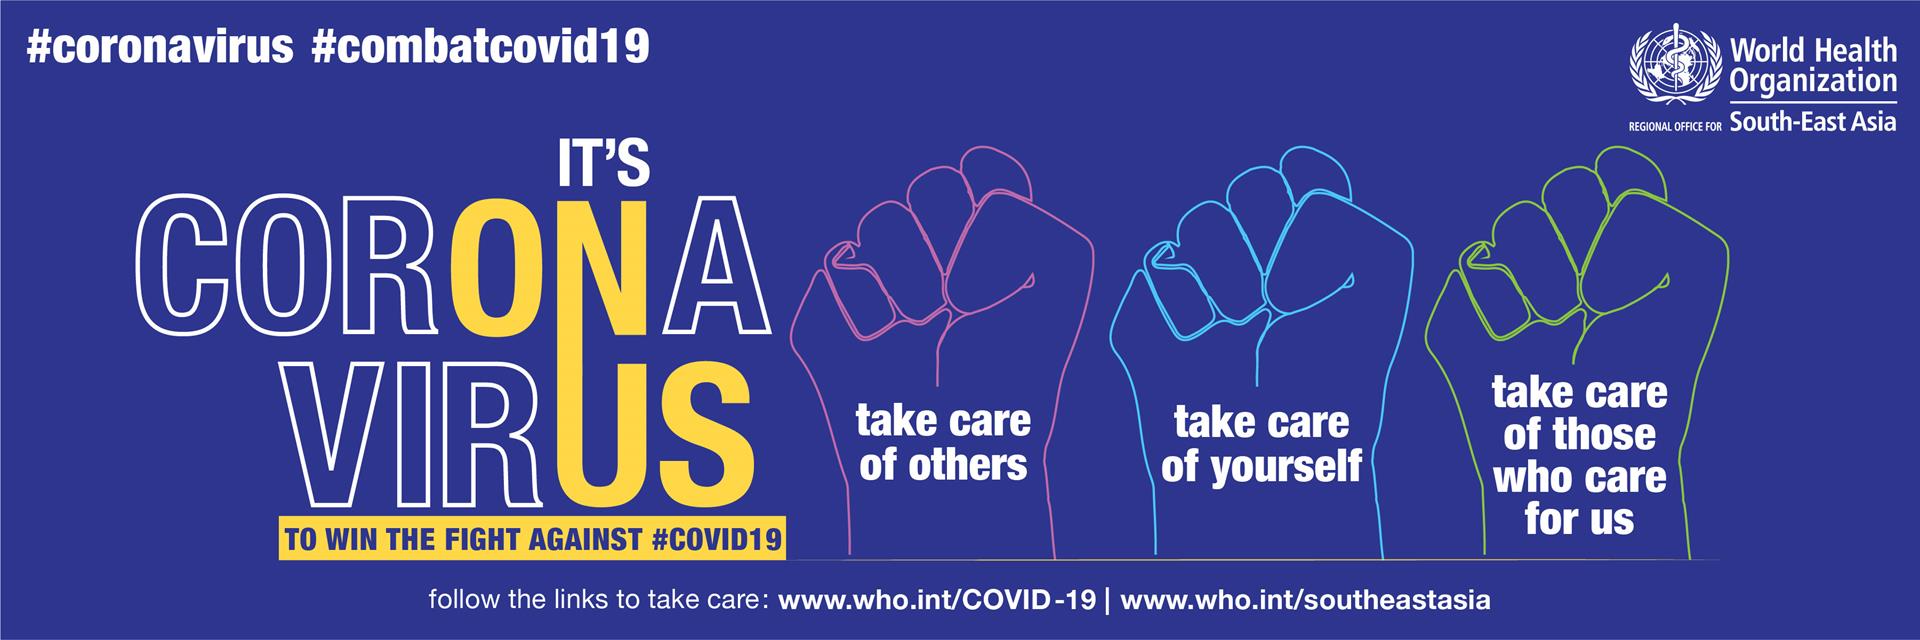 #coronavirus #combatcovid19
World Health
Organization
REGIONAL OFFICE FOR South-East Asia
IT'S
CORONA
VIRUS
TO WIN THE FIGHT AGAINST #COVID19
take care
of others
take care
of yourself
take care
of those
who care
for us
follow the links to take care: www.who.int/COVID-19 | www.who.int/southeastasia